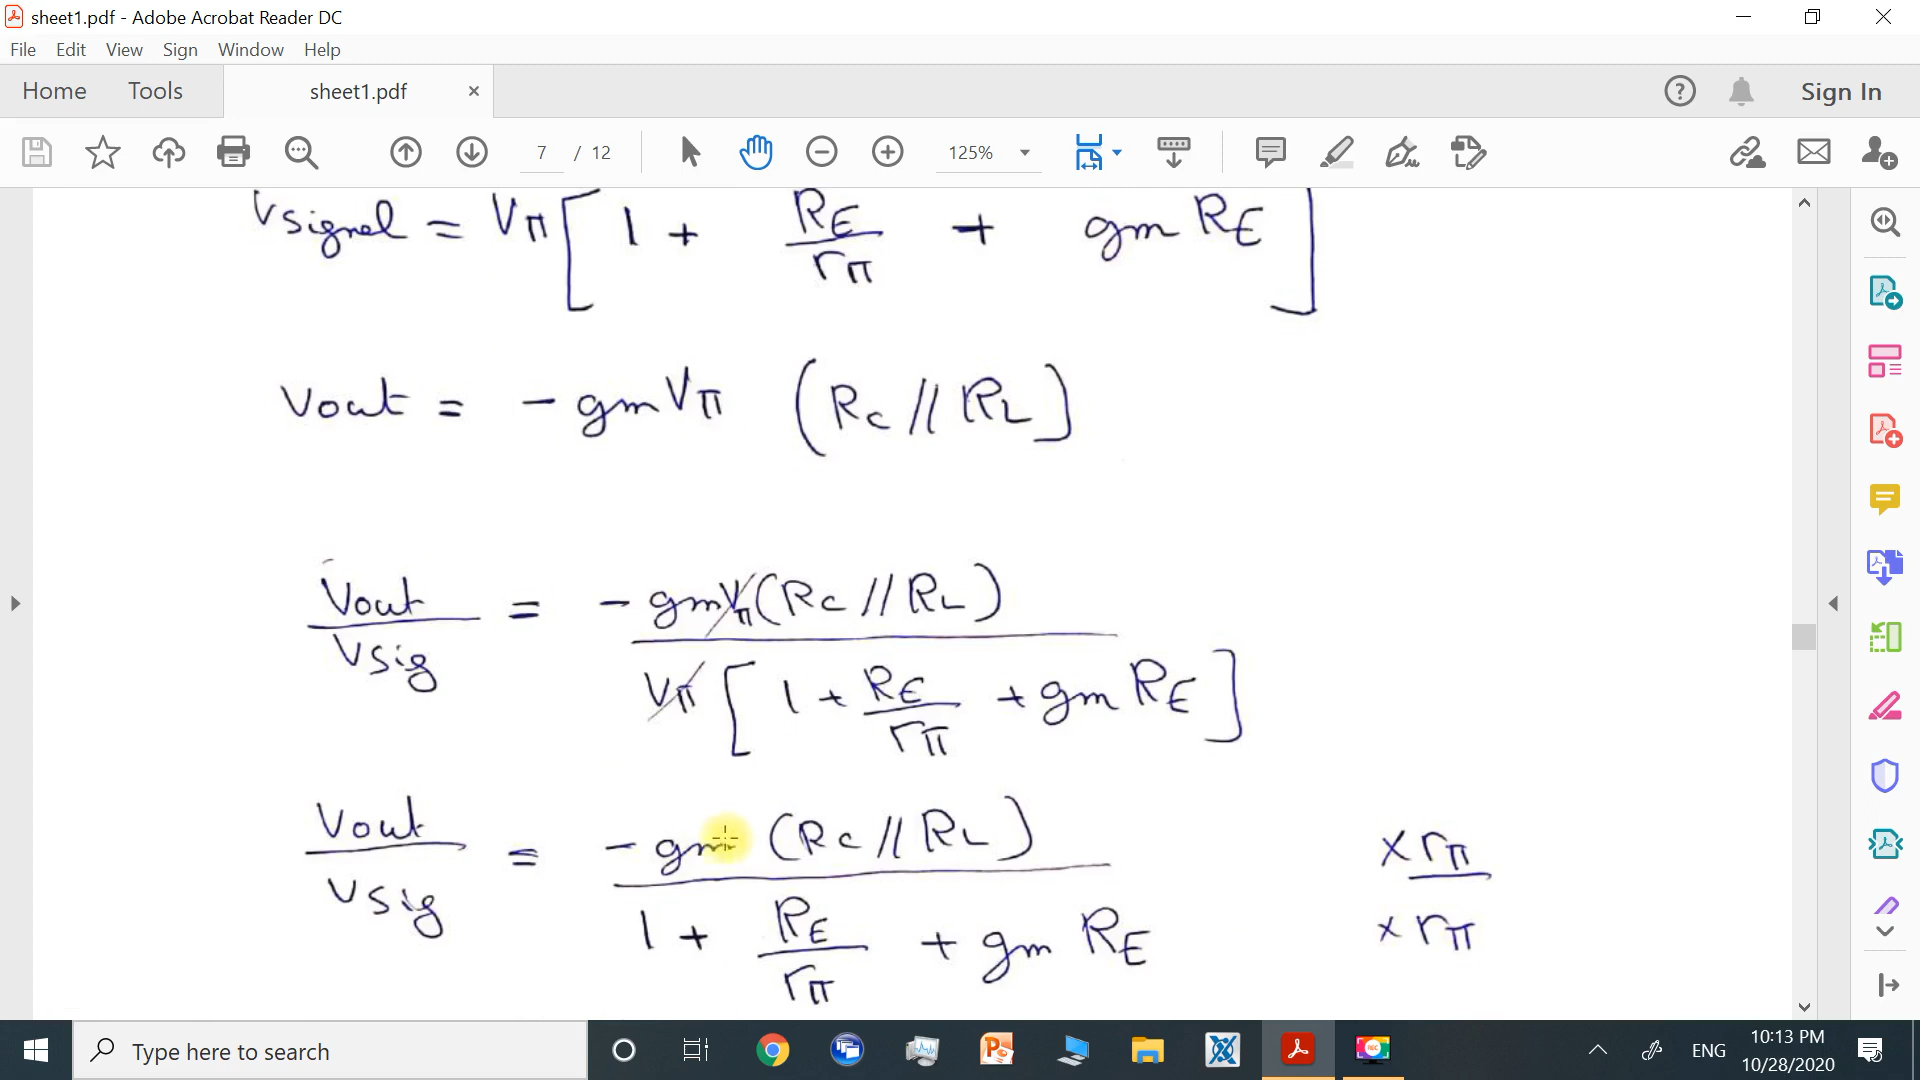 sheet1.pdf - Adobe Acrobat Reader DC
File Edit View Sign Window Help
Home Tools sheet1.pdf × Sign In
7 / 12 125%
Vsignal = Vπ [ 1 + RE/rπ + gm RE ]
Vout = - gm Vπ (Rc // RL)
Vout/Vsig = - gm Vπ (Rc // RL) / Vπ [ 1 + RE/rπ + gm RE ]
Vout/Vsig = - gm (Rc // RL) / 1 + RE/rπ + gm RE × rπ / × rπ
Type here to search
ENG
10:13 PM
10/28/2020